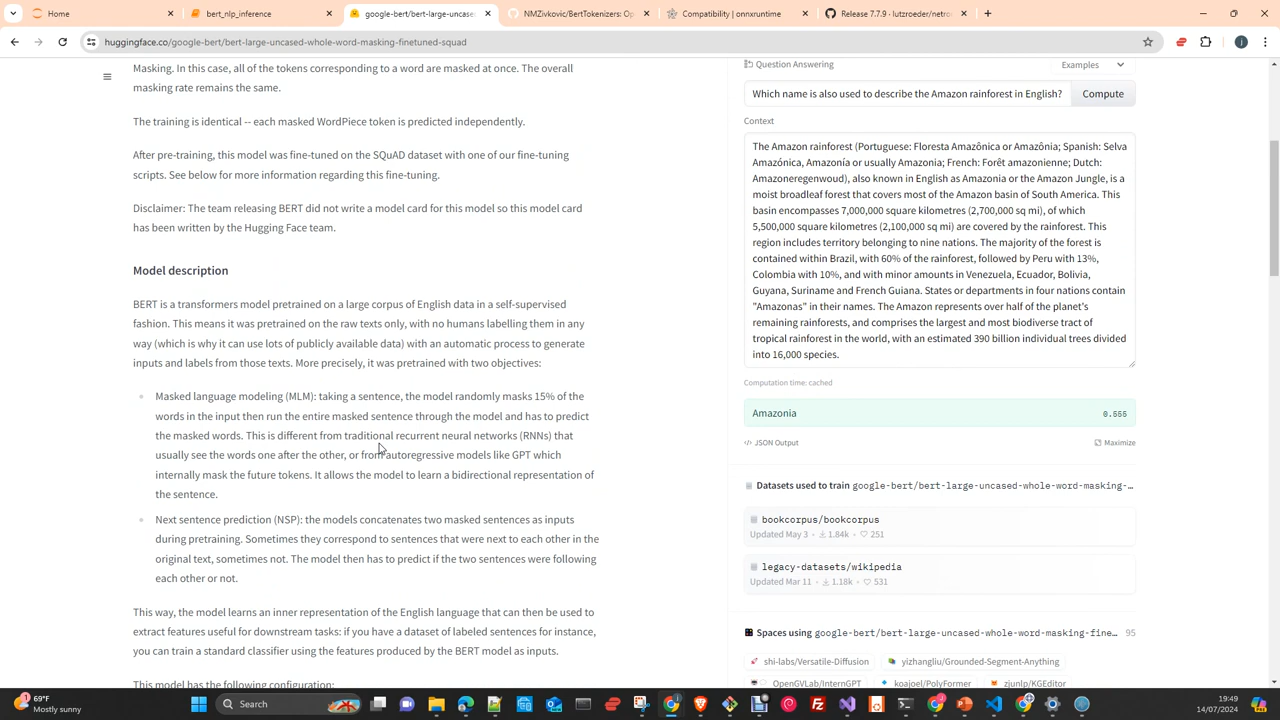 Home
bert_nlp_inference
google-bert/bert-large-uncase
NMZivkovic/BertTokenizers: Op
Compatibility | onnxruntime
Release 7.7.9 · lutzroeder/netro
huggingface.co/google-bert/bert-large-uncased-whole-word-masking-finetuned-squad
Masking. In this case, all of the tokens corresponding to a word are masked at once. The overall
masking rate remains the same.
The training is identical -- each masked WordPiece token is predicted independently.
After pre-training, this model was fine-tuned on the SQuAD dataset with one of our fine-tuning
scripts. See below for more information regarding this fine-tuning.
Disclaimer: The team releasing BERT did not write a model card for this model so this model card
has been written by the Hugging Face team.
Model description
BERT is a transformers model pretrained on a large corpus of English data in a self-supervised
fashion. This means it was pretrained on the raw texts only, with no humans labelling them in any
way (which is why it can use lots of publicly available data) with an automatic process to generate
inputs and labels from those texts. More precisely, it was pretrained with two objectives:
Masked language modeling (MLM): taking a sentence, the model randomly masks 15% of the
words in the input then run the entire masked sentence through the model and has to predict
the masked words. This is different from traditional recurrent neural networks (RNNs) that
usually see the words one after the other, or from autoregressive models like GPT which
internally mask the future tokens. It allows the model to learn a bidirectional representation of
the sentence.
Next sentence prediction (NSP): the models concatenates two masked sentences as inputs
during pretraining. Sometimes they correspond to sentences that were next to each other in the
original text, sometimes not. The model then has to predict if the two sentences were following
each other or not.
This way, the model learns an inner representation of the English language that can then be used to
extract features useful for downstream tasks: if you have a dataset of labeled sentences for instance,
you can train a standard classifier using the features produced by the BERT model as inputs.
This model has the following configuration:
Question Answering
Examples
Which name is also used to describe the Amazon rainforest in English?
Compute
Context
The Amazon rainforest (Portuguese: Floresta Amazônica or Amazônia; Spanish: Selva
Amazónica, Amazonía or usually Amazonia; French: Forêt amazonienne; Dutch:
Amazoneregenwoud), also known in English as Amazonia or the Amazon Jungle, is a
moist broadleaf forest that covers most of the Amazon basin of South America. This
basin encompasses 7,000,000 square kilometres (2,700,000 sq mi), of which
5,500,000 square kilometres (2,100,000 sq mi) are covered by the rainforest. This
region includes territory belonging to nine nations. The majority of the forest is
contained within Brazil, with 60% of the rainforest, followed by Peru with 13%,
Colombia with 10%, and with minor amounts in Venezuela, Ecuador, Bolivia,
Guyana, Suriname and French Guiana. States or departments in four nations contain
"Amazonas" in their names. The Amazon represents over half of the planet's
remaining rainforests, and comprises the largest and most biodiverse tract of
tropical rainforest in the world, with an estimated 390 billion individual trees divided
into 16,000 species.
Computation time: cached
Amazonia 0.555
</> JSON Output
Maximize
Datasets used to train google-bert/bert-large-uncased-whole-word-masking-…
bookcorpus/bookcorpus
Updated May 3 • 1.84k • 251
legacy-datasets/wikipedia
Updated Mar 11 • 1.18k • 531
Spaces using google-bert/bert-large-uncased-whole-word-masking-fine… 95
shi-labs/Versatile-Diffusion
yizhangliu/Grounded-Segment-Anything
OpenGVLab/InternGPT
koajoel/PolyFormer
zjunlp/KGEditor
69°F
Mostly sunny
Search
19:49
14/07/2024